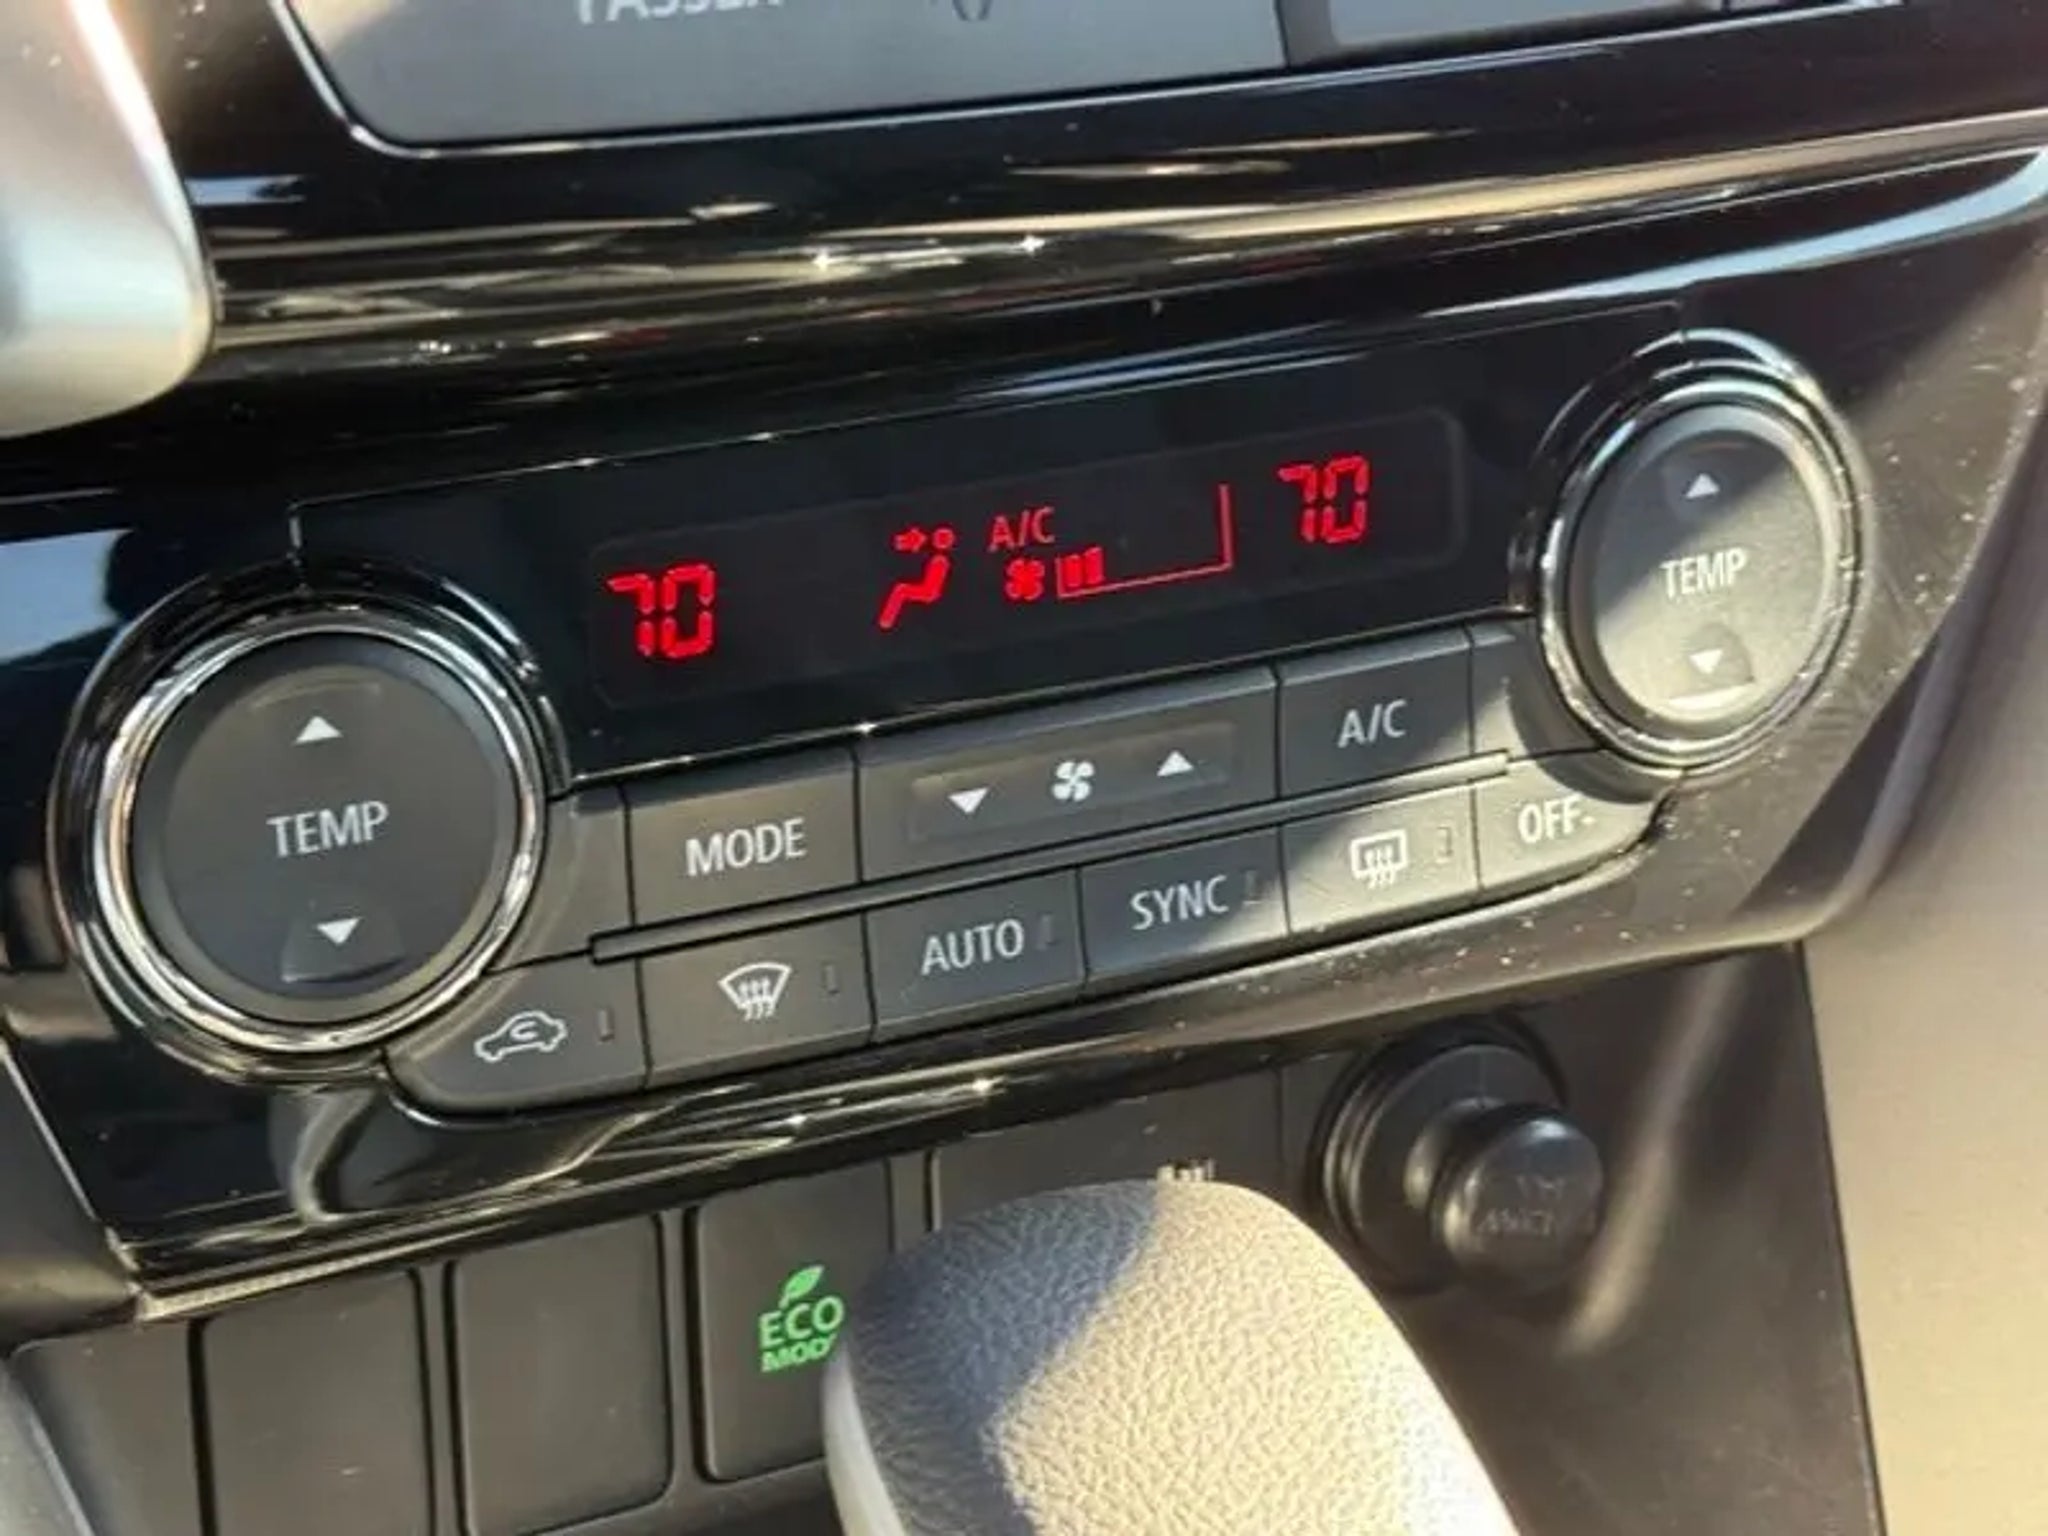 70
A/C
70
TEMP
TEMP
A/C
MODE
OFF
SYNC
AUTO
ECO